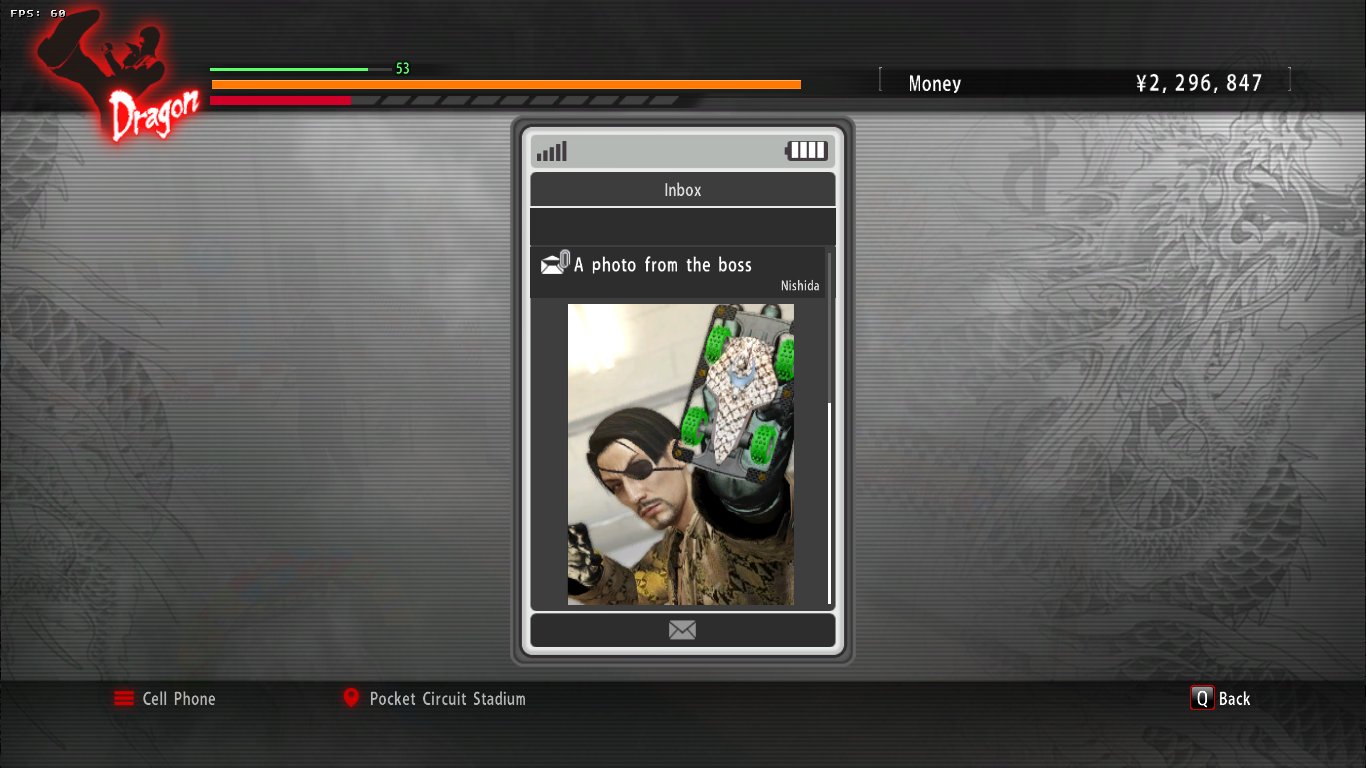 FPS: 60
Dragon
53
Money ¥2,296,847
Inbox
A photo from the boss
Nishida
Cell Phone
Pocket Circuit Stadium
Q Back